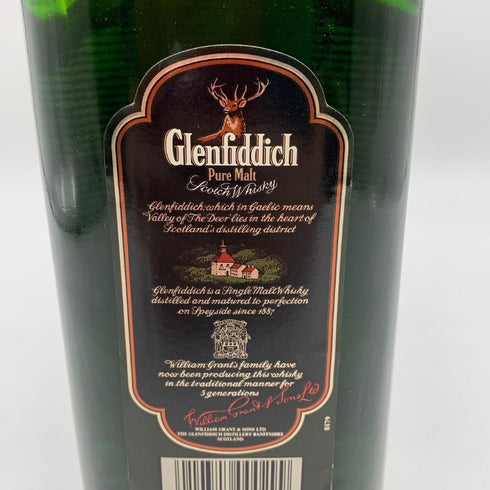 Glenfiddich
Pure Malt
Scotch Whisky
Glenfiddich, which in Gaelic means
'Valley of The Deer' lies in the heart of
Scotland's distilling district
Glenfiddich is a Single Malt Whisky
distilled and matured to perfection
on Speyside since 1887
William Grant's family have
now been producing this whisky
in the traditional manner for
5 generations
William Grant & Sons Ltd
WILLIAM GRANT & SONS LTD
THE GLENFIDDICH DISTILLERY BANFFSHIRE
SCOTLAND
8179